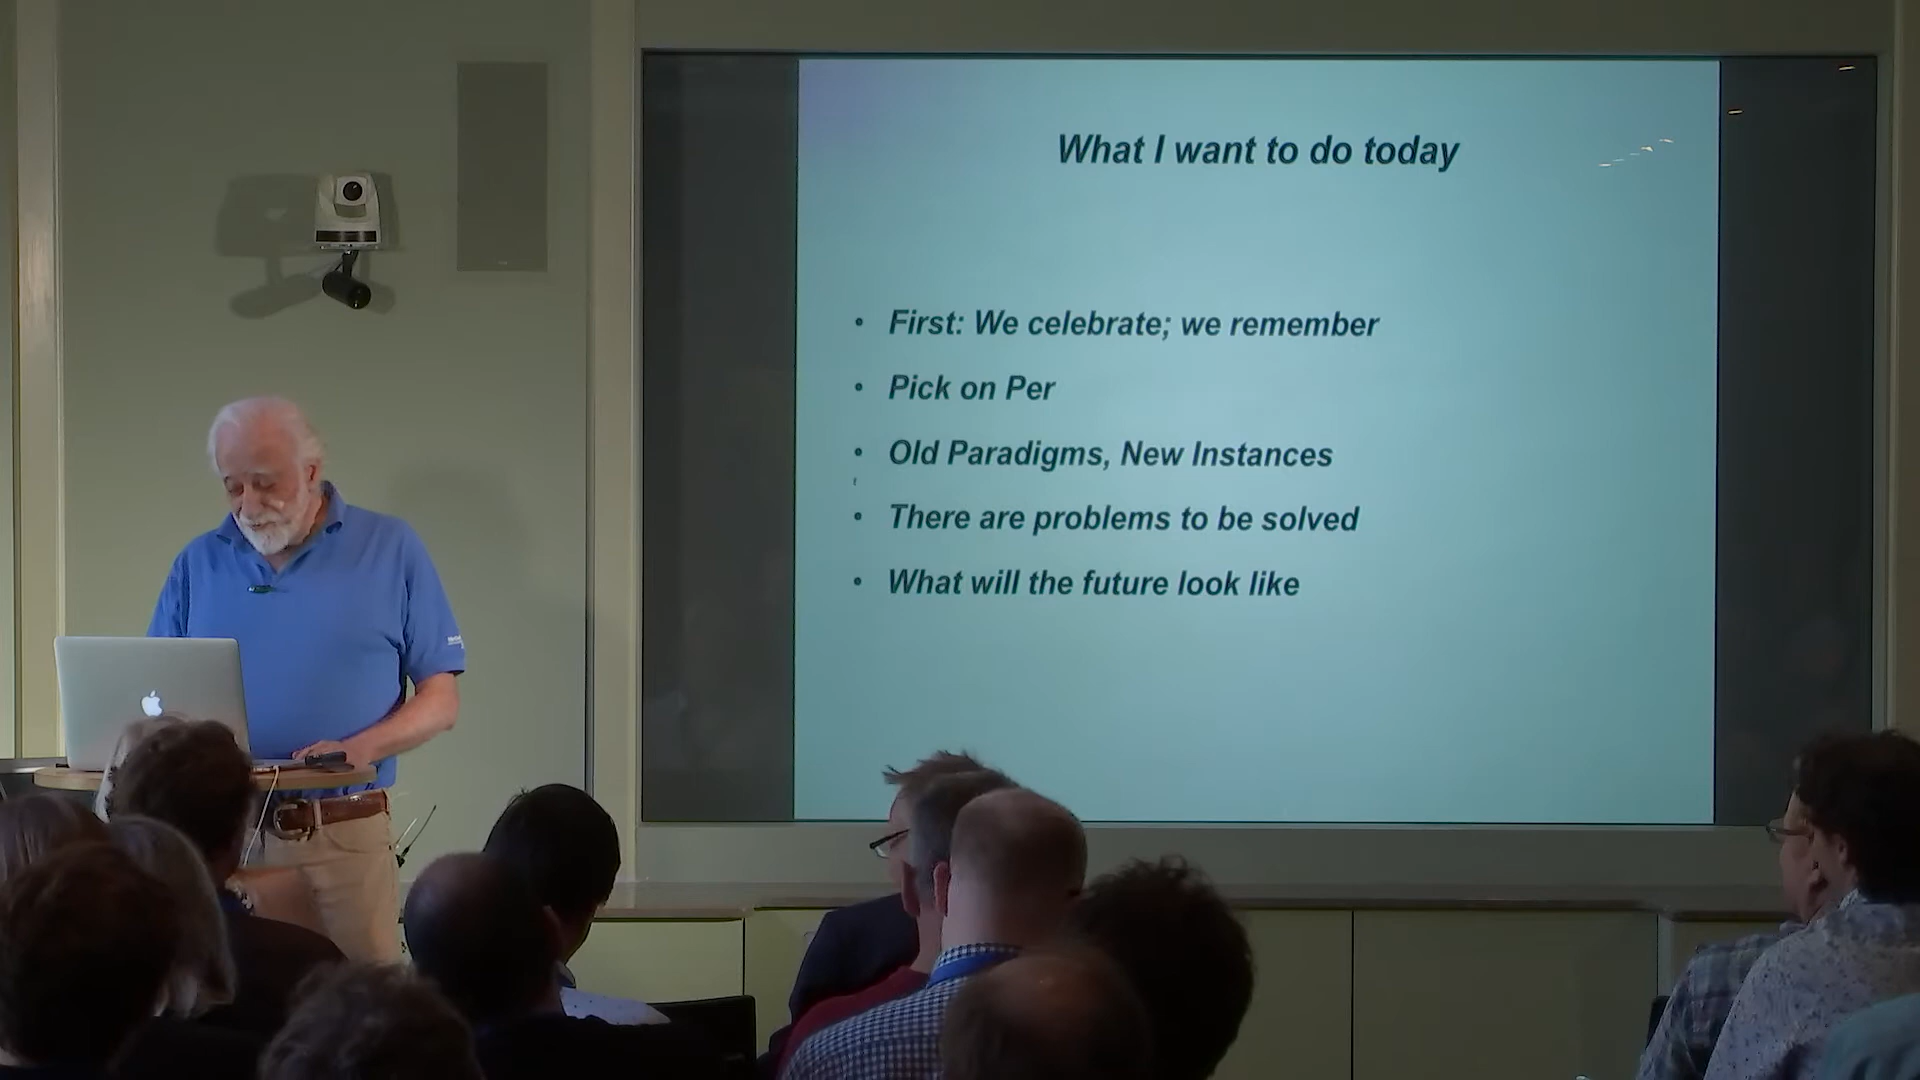 What I want to do today
• First: We celebrate; we remember
• Pick on Per
• Old Paradigms, New Instances
• There are problems to be solved
• What will the future look like